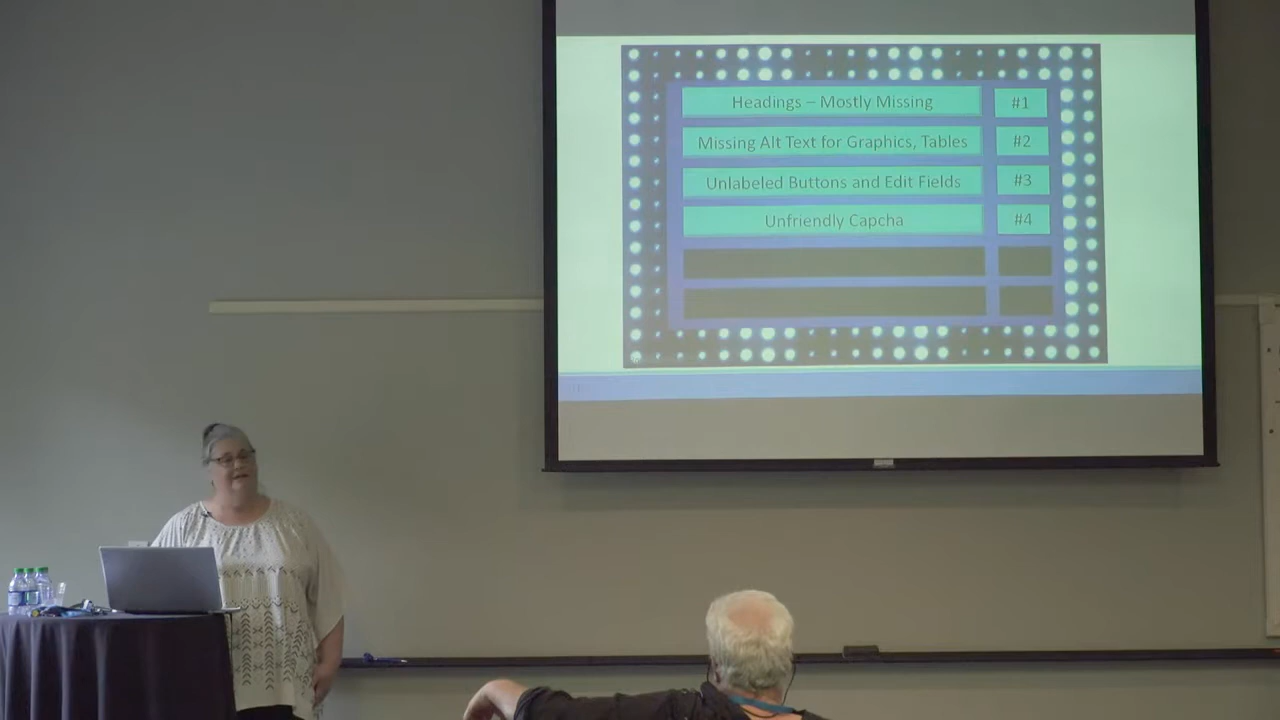 Headings – Mostly Missing #1
Missing Alt Text for Graphics, Tables #2
Unlabeled Buttons and Edit Fields #3
Unfriendly Capcha #4